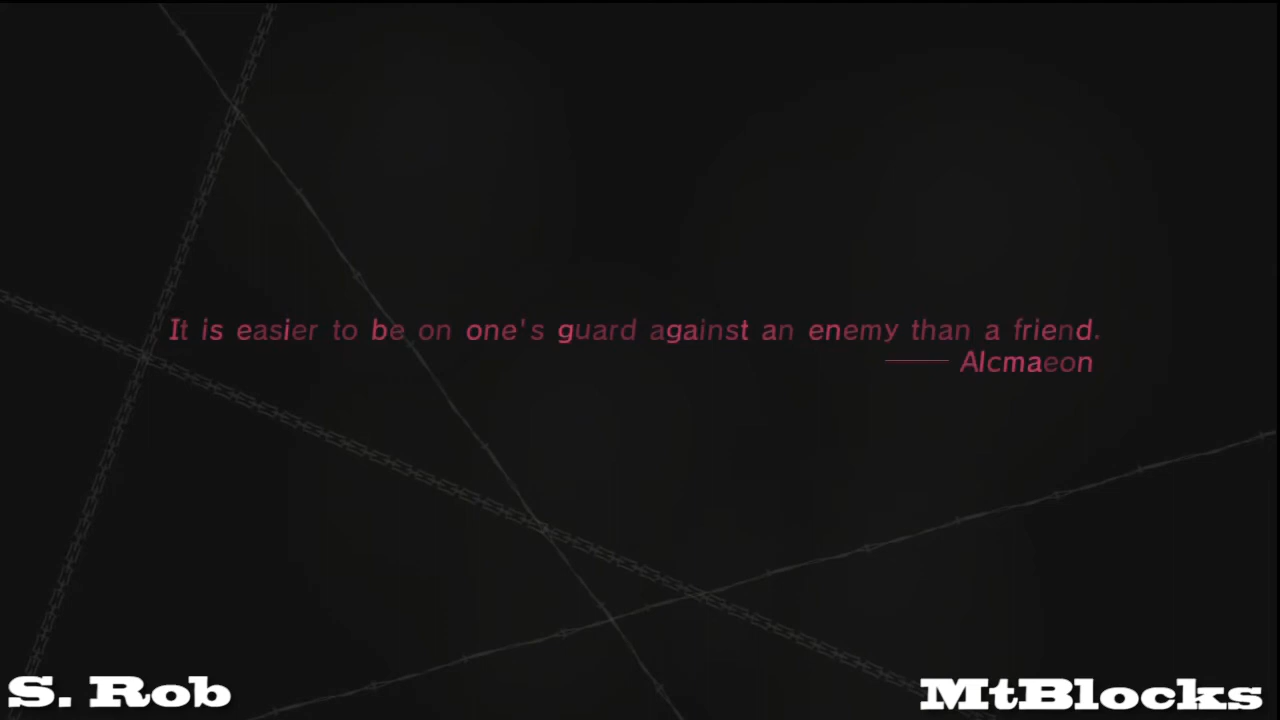 It is easier to be on one's guard against an enemy than a friend.
—— Alcmaeon
S. Rob
MtBlocks